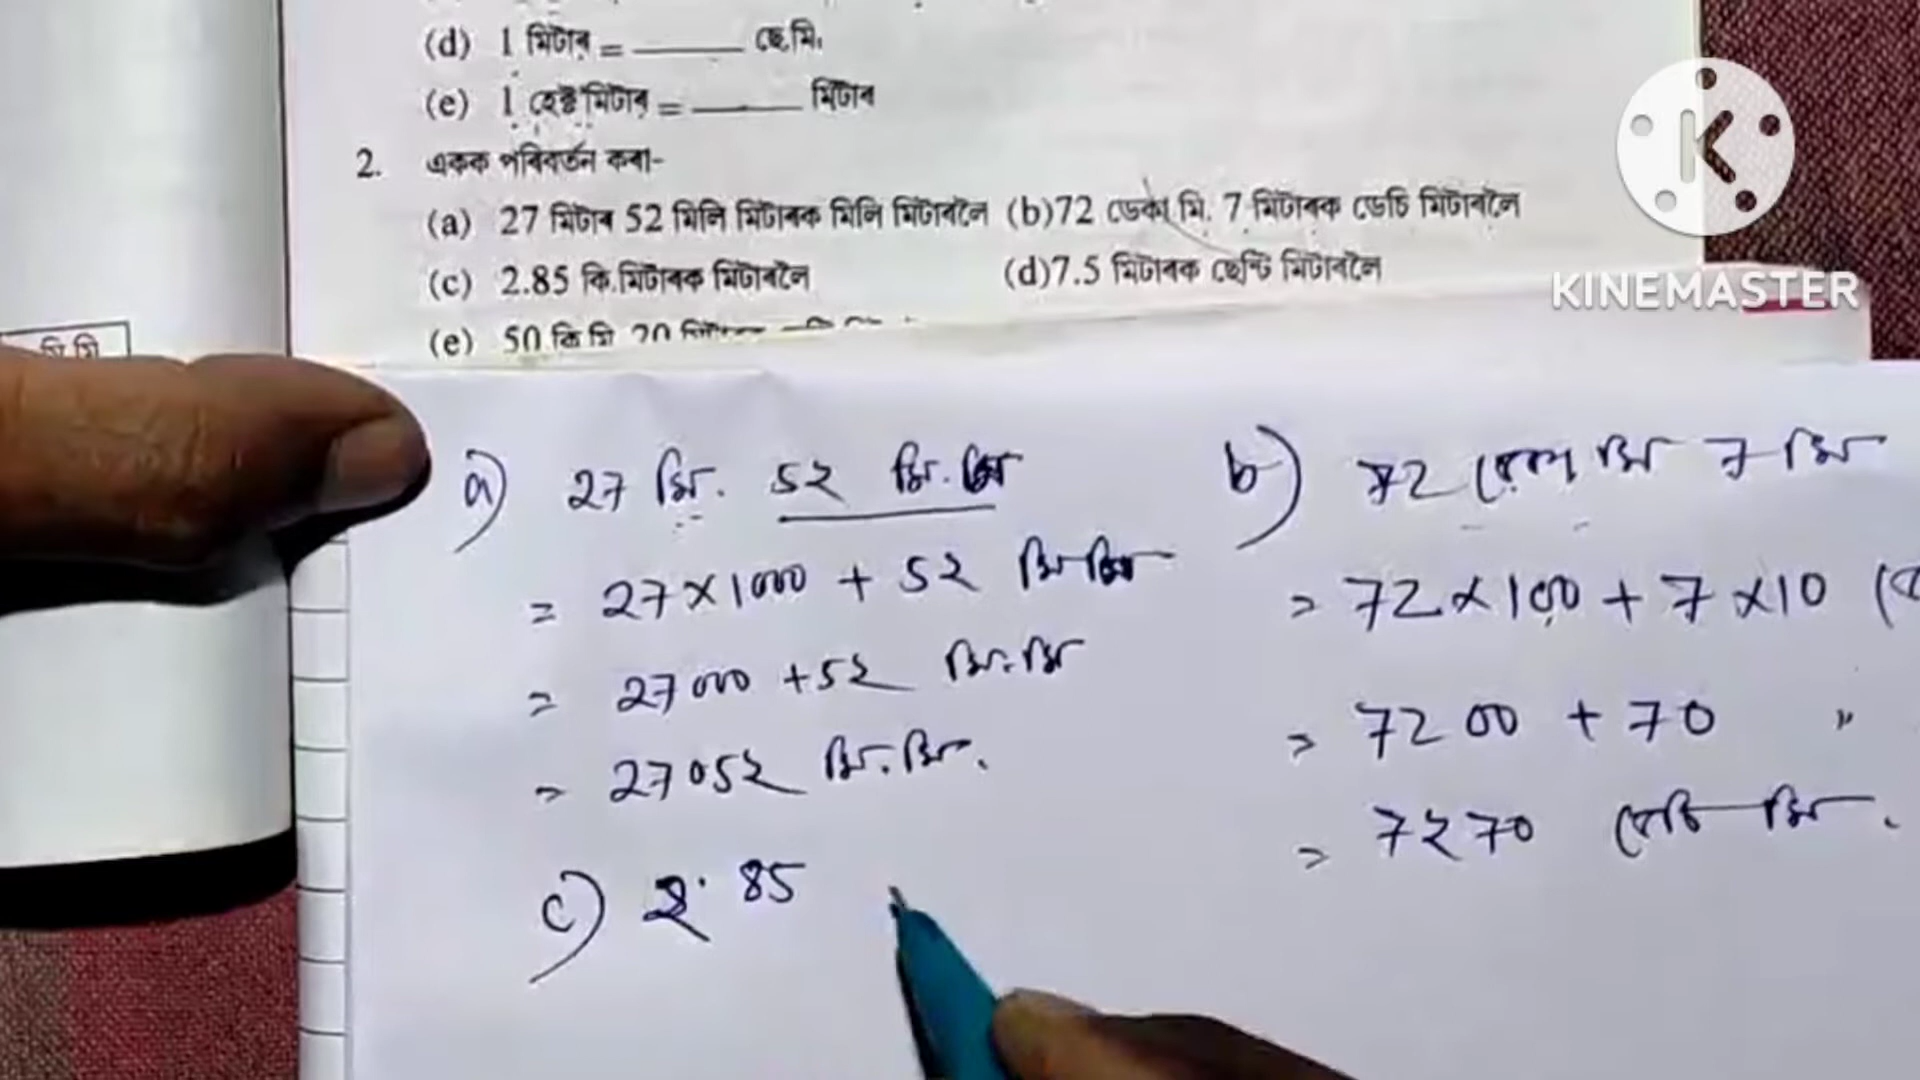 (d) 1 মিটাৰ = ______ ছে.মি.
(e) 1 হেক্টমিটাৰ = ______ মিটাৰ
2. একক পৰিবৰ্তন কৰা-
(a) 27 মিটাৰ 52 মিলি মিটাৰক মিলি মিটাৰলৈ (b)72 ডেকা মি. 7 মিটাৰক ডেচি মিটাৰলৈ
(c) 2.85 কি.মিটাৰক মিটাৰলৈ (d)7.5 মিটাৰক ছেন্টি মিটাৰলৈ
(e) 50 কি মি 20
KINEMASTER
মি মি
a) 27 মি. 52 মি. মি
= 27×1000 + 52 মি মি
= 27000 + 52 মি. মি
= 27052 মি. মি.
b) 72 ডেকা মি 7 মি
= 72×100 + 7×10
= 7200 + 70 "
= 7270 ডেচি মি.
c) 2.85